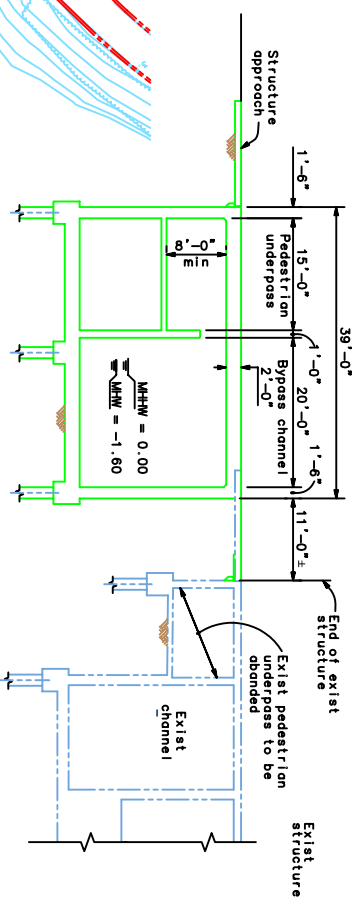 Structure
approach
1'-6"
15'-0"
Pedestrian
underpass
8'-0"
min
39'-0"
1'-0"
20'-0"
Bypass channel
2'-0"
1'-6"
11'-0"±
MHHW = 0.00
MHW = -1.60
End of exist
structure
Exist pedestrian
underpass to be
abanded
Exist
channel
Exist
structure